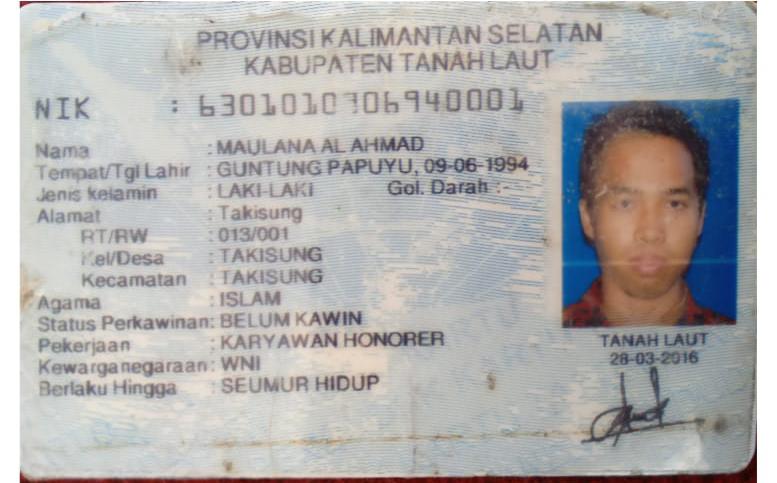 PROVINSI KALIMANTAN SELATAN
KABUPATEN TANAH LAUT
NIK :
Nama : MAULANA AL AHMAD
Tempat/Tgl Lahir : GUNTUNG PAPUYU, 09-06-1994
Jenis kelamin : LAKI-LAKI Gol. Darah : -
Alamat : Takisung
RT/RW : 013/001
Kel/Desa : TAKISUNG
Kecamatan : TAKISUNG
Agama : ISLAM
Status Perkawinan: BELUM KAWIN
Pekerjaan : KARYAWAN HONORER
Kewarganegaraan: WNI
Berlaku Hingga : SEUMUR HIDUP
TANAH LAUT
28-03-2016